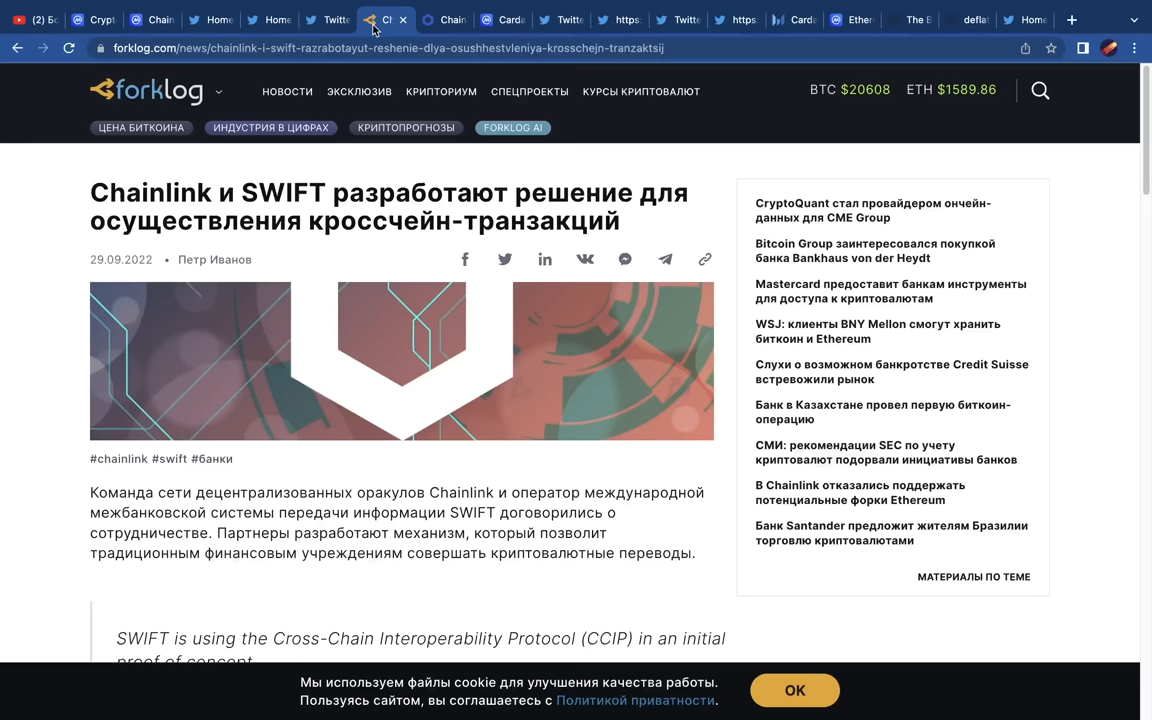 (2) Бо
Crypt
Chain
Home
Home
Twitte
Ch
Chain
Carda
Twitte
https:
Twitte
https:
Carda
Ether
The B
defla
Home
forklog.com/news/chainlink-i-swift-razrabotayut-reshenie-dlya-osushhestvleniya-krosschejn-tranzaktsij
forklog
НОВОСТИ
ЭКСКЛЮЗИВ
КРИПТОРИУМ
СПЕЦПРОЕКТЫ
КУРСЫ КРИПТОВАЛЮТ
BTC $20608
ETH $1589.86
ЦЕНА БИТКОИНА
ИНДУСТРИЯ В ЦИФРАХ
КРИПТОПРОГНОЗЫ
FORKLOG AI
Chainlink и SWIFT разработают решение для
осуществления кроссчейн-транзакций
29.09.2022 • Петр Иванов
#chainlink #swift #банки
Команда сети децентрализованных оракулов Chainlink и оператор международной
межбанковской системы передачи информации SWIFT договорились о
сотрудничестве. Партнеры разработают механизм, который позволит
традиционным финансовым учреждениям совершать криптовалютные переводы.
SWIFT is using the Cross-Chain Interoperability Protocol (CCIP) in an initial
proof of concept
CryptoQuant стал провайдером ончейн-
данных для CME Group
Bitcoin Group заинтересовался покупкой
банка Bankhaus von der Heydt
Mastercard предоставит банкам инструменты
для доступа к криптовалютам
WSJ: клиенты BNY Mellon смогут хранить
биткоин и Ethereum
Слухи о возможном банкротстве Credit Suisse
встревожили рынок
Банк в Казахстане провел первую биткоин-
операцию
СМИ: рекомендации SEC по учету
криптовалют подорвали инициативы банков
В Chainlink отказались поддержать
потенциальные форки Ethereum
Банк Santander предложит жителям Бразилии
торговлю криптовалютами
МАТЕРИАЛЫ ПО ТЕМЕ
Мы используем файлы cookie для улучшения качества работы.
Пользуясь сайтом, вы соглашаетесь с Политикой приватности.
OK